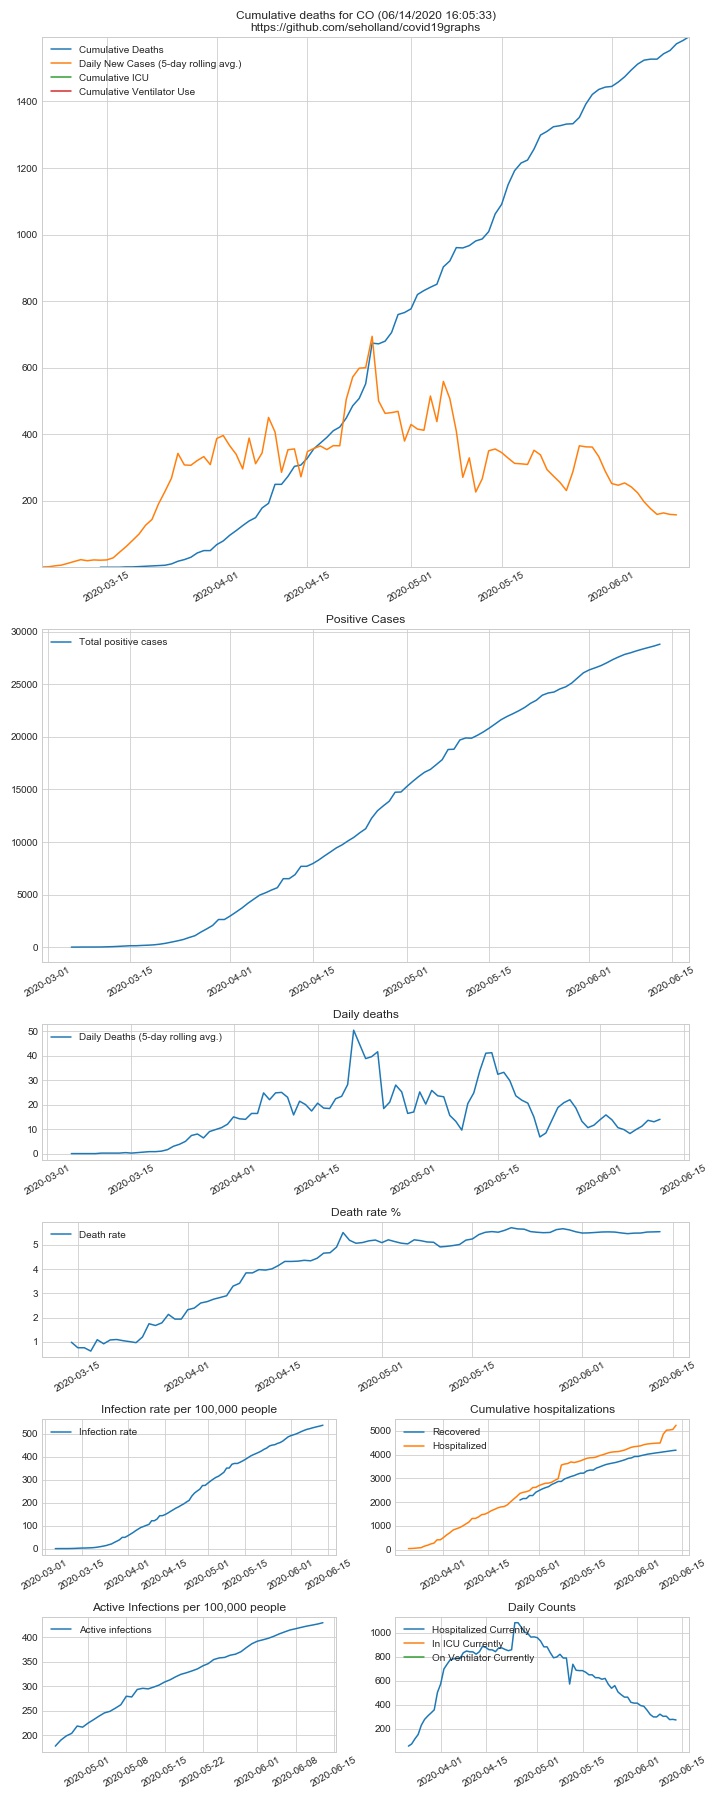 Cumulative deaths for CO (06/14/2020 16:05:33)
https://github.com/seholland/covid19graphs
Cumulative Deaths
Daily New Cases (5-day rolling avg.)
Cumulative ICU
Cumulative Ventilator Use
1400
1200
1000
800
600
400
200
2020-03-15 2020-04-01 2020-04-15 2020-05-01 2020-05-15 2020-06-01
Positive Cases
Total positive cases
30000
25000
20000
15000
10000
5000
0
2020-03-01 2020-03-15 2020-04-01 2020-04-15 2020-05-01 2020-05-15 2020-06-01 2020-06-15
Daily deaths
Daily Deaths (5-day rolling avg.)
50
40
30
20
10
0
2020-03-01 2020-03-15 2020-04-01 2020-04-15 2020-05-01 2020-05-15 2020-06-01 2020-06-15
Death rate %
Death rate
5
4
3
2
1
2020-03-15 2020-04-01 2020-04-15 2020-05-01 2020-05-15 2020-06-01 2020-06-15
Infection rate per 100,000 people
Infection rate
500
400
300
200
100
0
2020-03-01 2020-03-15 2020-04-01 2020-04-15 2020-05-01 2020-05-15 2020-06-01 2020-06-15
Cumulative hospitalizations
Recovered
Hospitalized
5000
4000
3000
2000
1000
0
2020-04-01 2020-04-15 2020-05-01 2020-05-15 2020-06-01 2020-06-15
Active Infections per 100,000 people
Active infections
400
350
300
250
200
2020-05-01 2020-05-08 2020-05-15 2020-05-22 2020-06-01 2020-06-08 2020-06-15
Daily Counts
Hospitalized Currently
In ICU Currently
On Ventilator Currently
1000
800
600
400
200
2020-04-01 2020-04-15 2020-05-01 2020-05-15 2020-06-01 2020-06-15